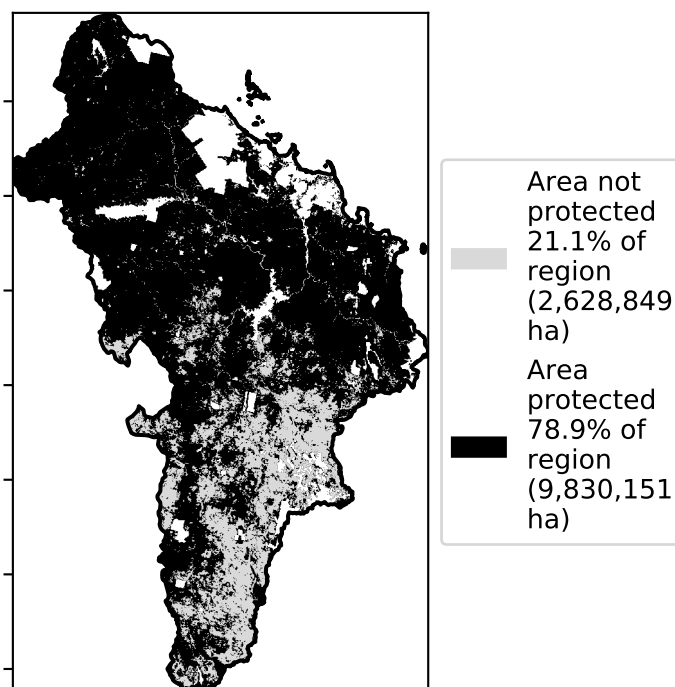 Area not
protected
21.1% of
region
(2,628,849
ha)
Area
protected
78.9% of
region
(9,830,151
ha)